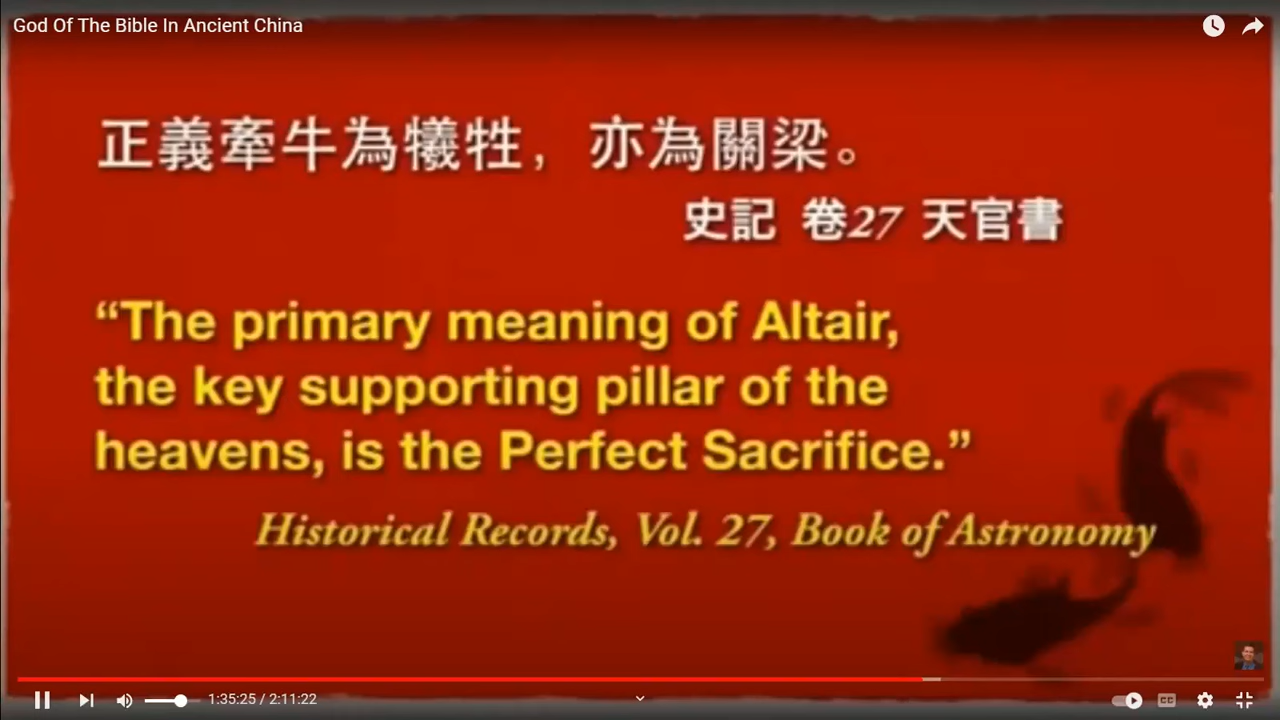 God Of The Bible In Ancient China
正義牽牛為犧牲，亦為關梁。
史記 卷27 天官書
“The primary meaning of Altair,
the key supporting pillar of the
heavens, is the Perfect Sacrifice.”
Historical Records, Vol. 27, Book of Astronomy
1:35:25 / 2:11:22
CC